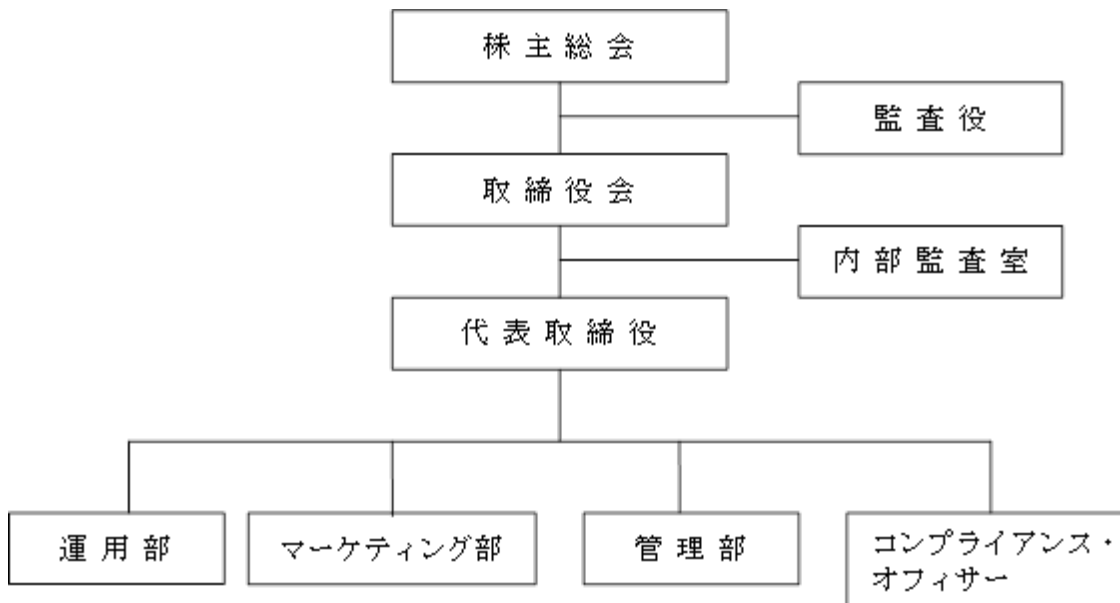 株主総会
監査役
取締役会
内部監査室
代表取締役
運用部
マーケティング部
管理部
コンプライアンス・
オフィサー